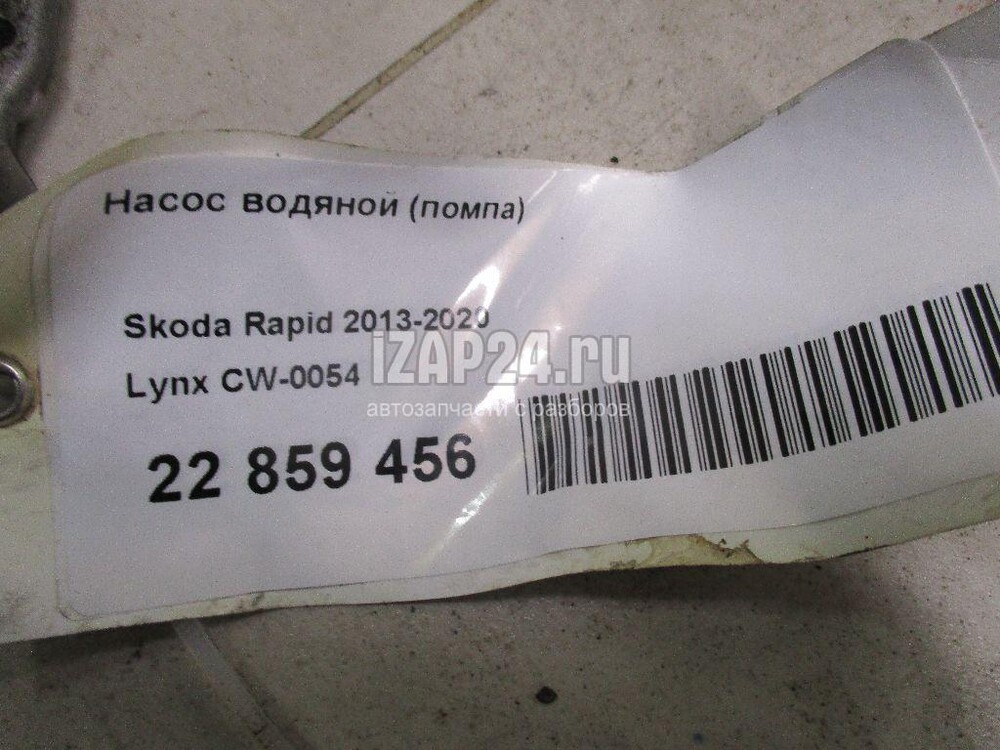 Насос водяной (помпа)
Skoda Rapid 2013-2020
iZAP24.ru
Lynx CW-0054
автозапчасти с разборов
22 859 456